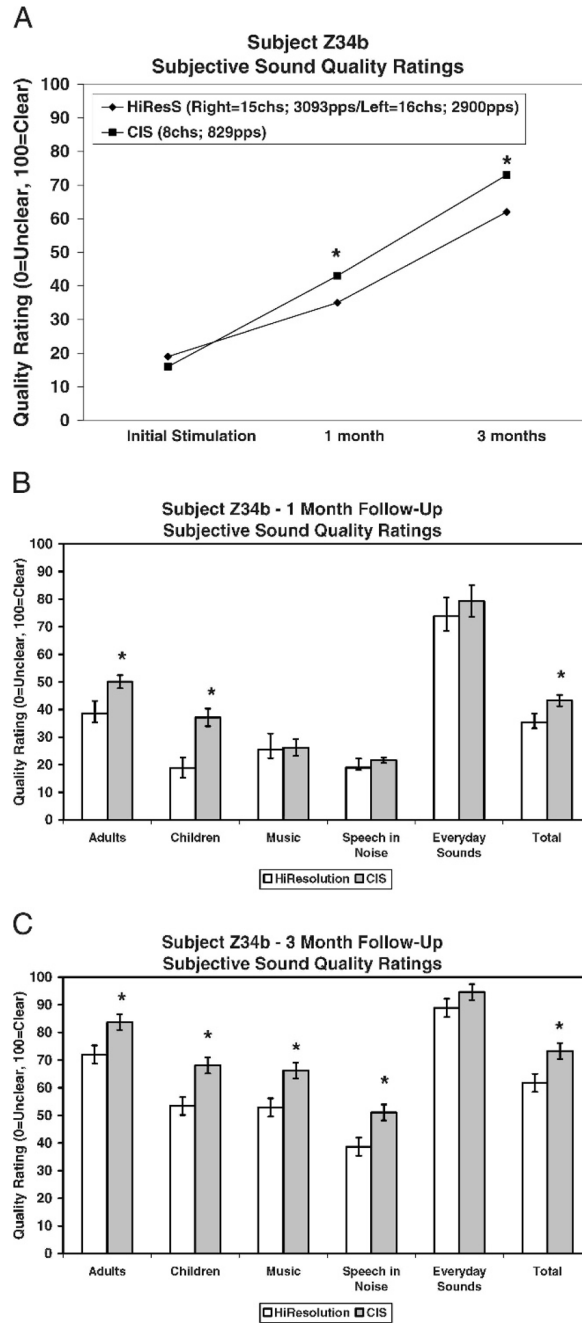 A
Subject Z34b
Subjective Sound Quality Ratings
Quality Rating (0=Unclear, 100=Clear)
100
90
80
70
60
50
40
30
20
10
0
HiResS (Right=15chs; 3093pps/Left=16chs; 2900pps)
CIS (8chs; 829pps)
*
*
Initial Stimulation 1 month 3 months
B
Subject Z34b - 1 Month Follow-Up
Subjective Sound Quality Ratings
Quality Rating (0=Unclear, 100=Clear)
100
90
80
70
60
50
40
30
20
10
0
* * *
Adults Children Music Speech in Everyday Total
Noise Sounds
HiResolution CIS
C
Subject Z34b - 3 Month Follow-Up
Subjective Sound Quality Ratings
Quality Rating (0=Unclear, 100=Clear)
100
90
80
70
60
50
40
30
20
10
0
* * * * *
Adults Children Music Speech in Everyday Total
Noise Sounds
HiResolution CIS